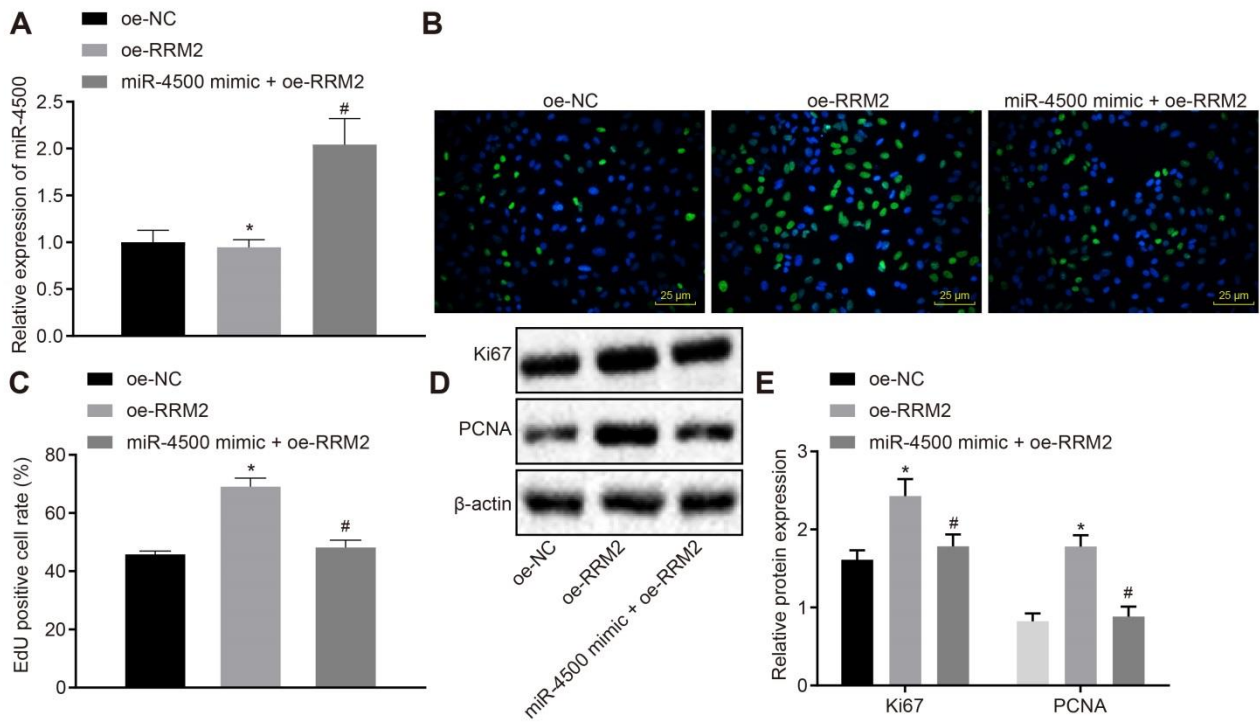 A
oe-NC
oe-RRM2
miR-4500 mimic + oe-RRM2
Relative expression of miR-4500
2.5
2.0
1.5
1.0
0.5
0.0
*
#
B
oe-NC
oe-RRM2
miR-4500 mimic + oe-RRM2
25 µm
25 µm
25 µm
C
oe-NC
oe-RRM2
miR-4500 mimic + oe-RRM2
EdU positive cell rate (%)
80
60
40
20
0
*
#
D
Ki67
PCNA
β-actin
oe-NC
oe-RRM2
miR-4500 mimic + oe-RRM2
E
oe-NC
oe-RRM2
miR-4500 mimic + oe-RRM2
Relative protein expression
3
2
1
0
*
#
*
#
Ki67
PCNA